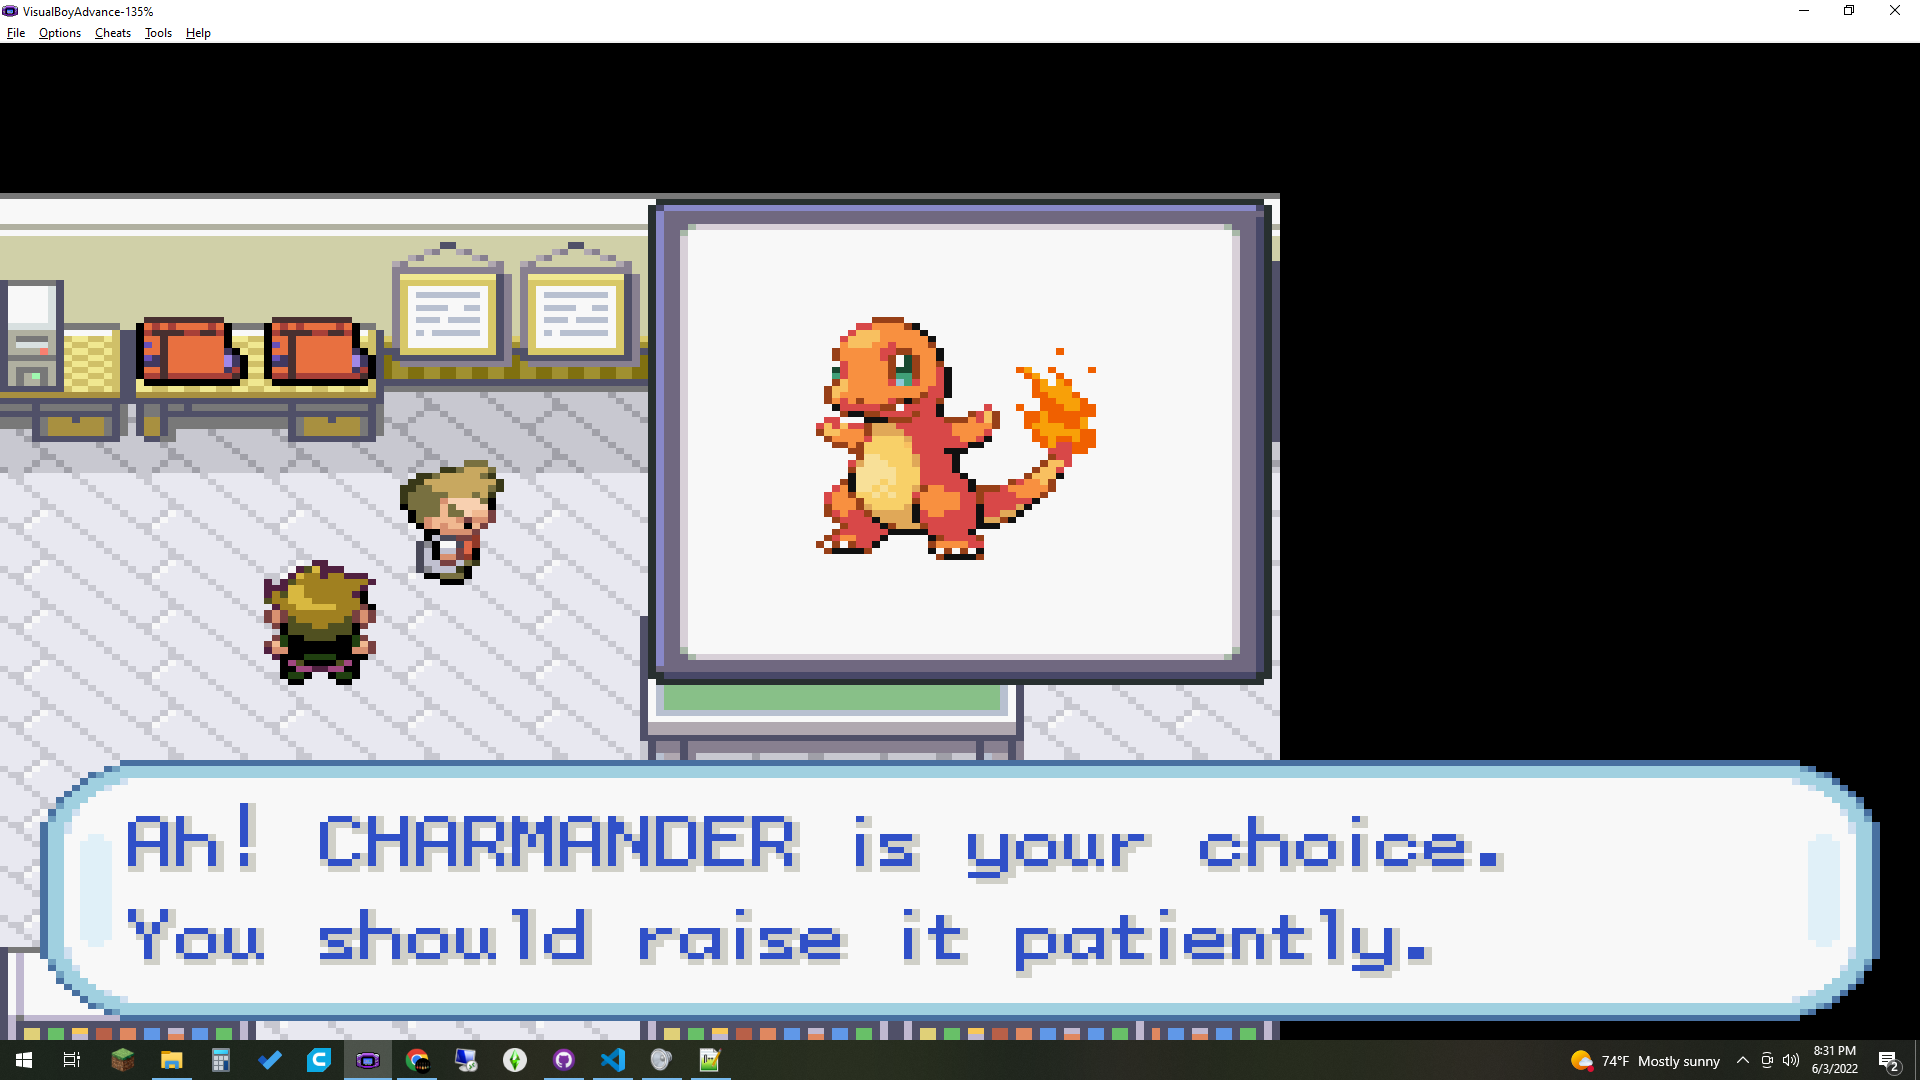 VisualBoyAdvance-135%
File Options Cheats Tools Help
Ah! CHARMANDER is your choice.
You should raise it patiently.
74°F Mostly sunny
8:31 PM
6/3/2022
2